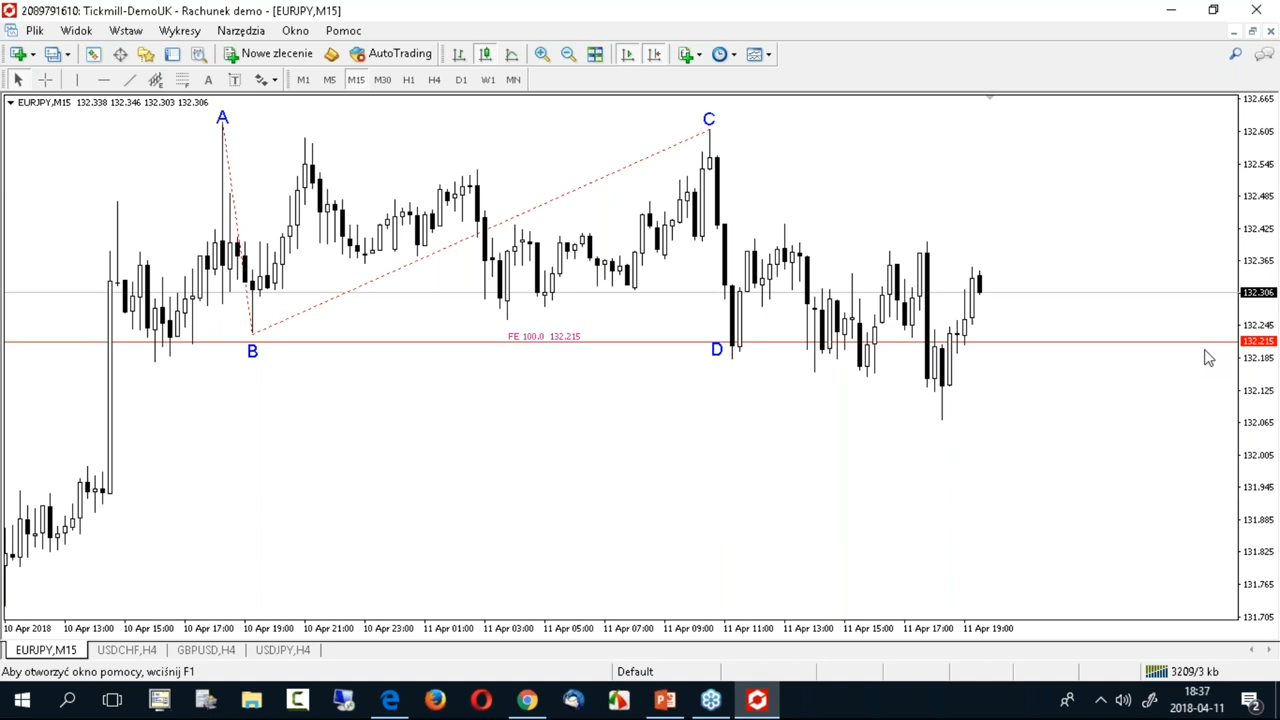 2089791610: Tickmill-DemoUK - Rachunek demo - [EURJPY,M15]
Plik Widok Wstaw Wykresy Narzędzia Okno Pomoc
Nowe zlecenie AutoTrading
A T M1 M5 M15 M30 H1 H4 D1 W1 MN
EURJPY,M15 132.338 132.346 132.303 132.306
A
C
B
D
FE 100.0 132.215
132.665
132.605
132.545
132.485
132.425
132.365
132.306
132.245
132.215
132.185
132.125
132.065
132.005
131.945
131.885
131.825
131.765
131.705
10 Apr 2018 10 Apr 13:00 10 Apr 15:00 10 Apr 17:00 10 Apr 19:00 10 Apr 21:00 10 Apr 23:00 11 Apr 01:00 11 Apr 03:00 11 Apr 05:00 11 Apr 07:00 11 Apr 09:00 11 Apr 11:00 11 Apr 13:00 11 Apr 15:00 11 Apr 17:00 11 Apr 19:00
EURJPY,M15 USDCHF,H4 GBPUSD,H4 USDJPY,H4
Aby otworzyć okno pomocy, wciśnij F1 Default 3209/3 kb
18:37
2018-04-11
2